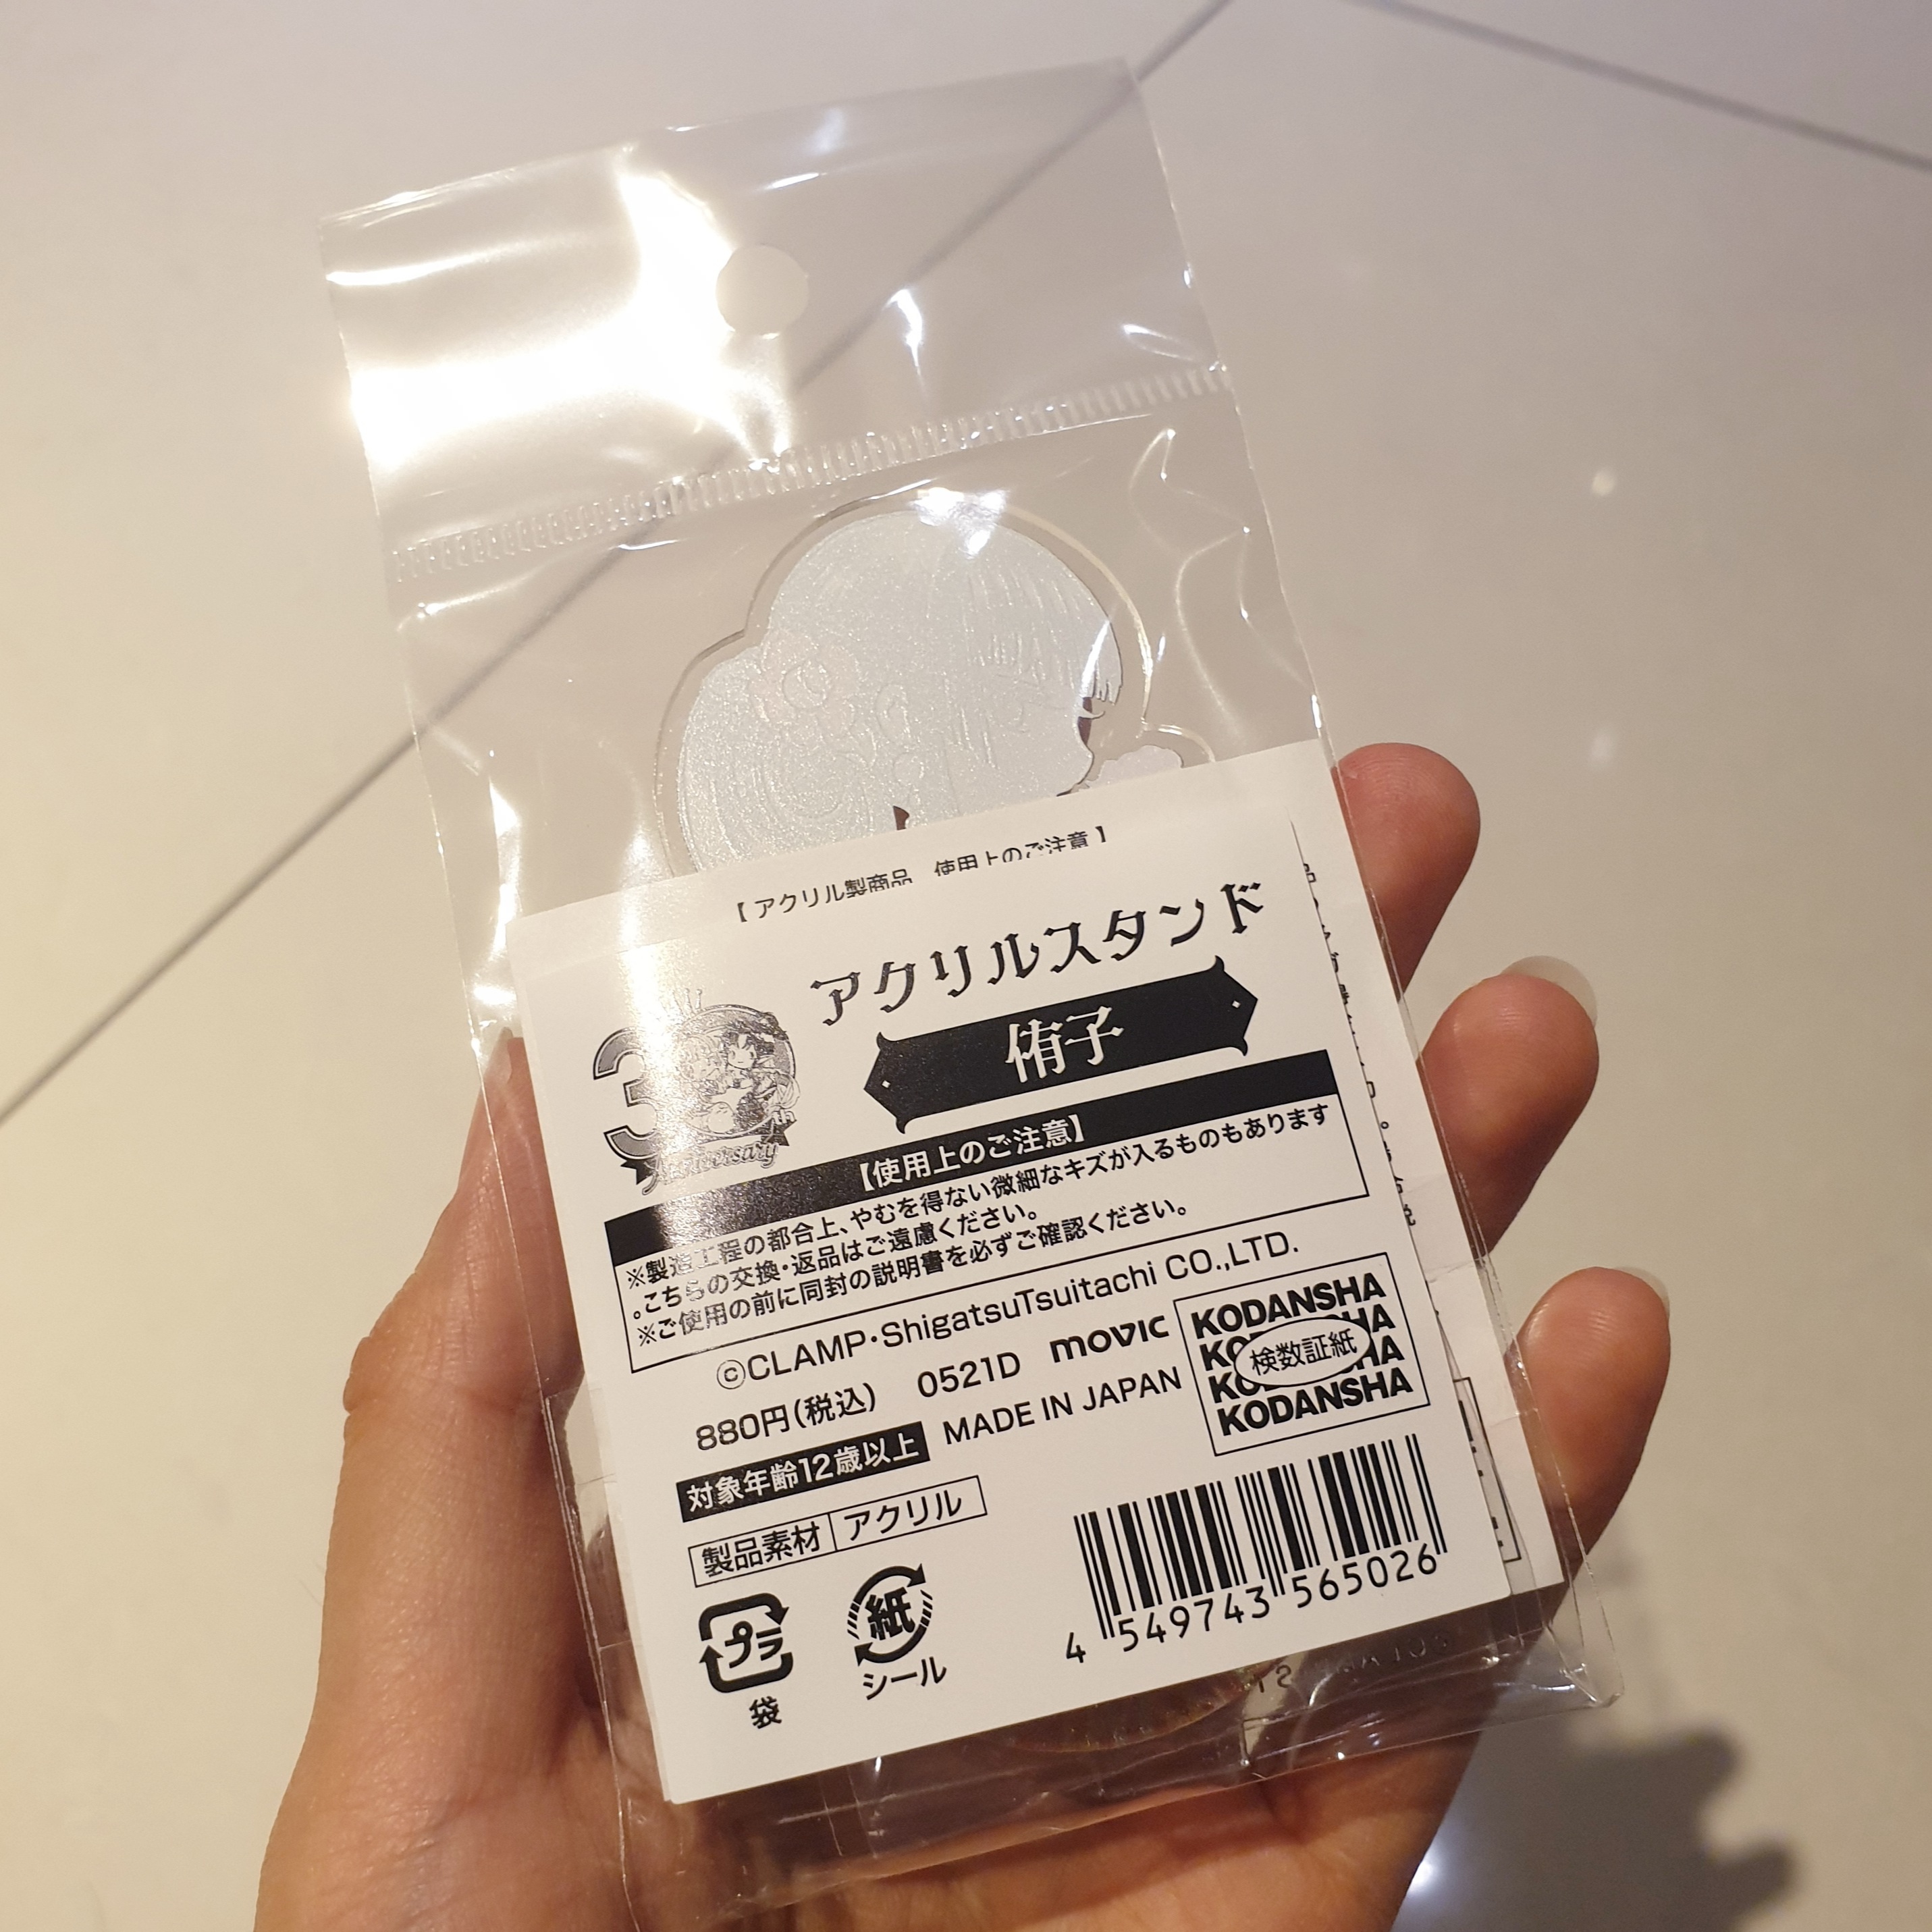 【アクリル製商品　使用上のご注意】
アクリルスタンド
侑子
30th
Anniversary
【使用上のご注意】
※製造工程の都合上、やむを得ない微細なキズが入るものもあります
。こちらの交換・返品はご遠慮ください。
※ご使用の前に同封の説明書を必ずご確認ください。
©CLAMP・ShigatsuTsuitachi CO.,LTD.
880円(税込) 0521D movic
対象年齢12歳以上 MADE IN JAPAN
KODANSHA
検数証紙
KODANSHA
製品素材 アクリル
プラ
袋
紙
シール
4 549743 565026